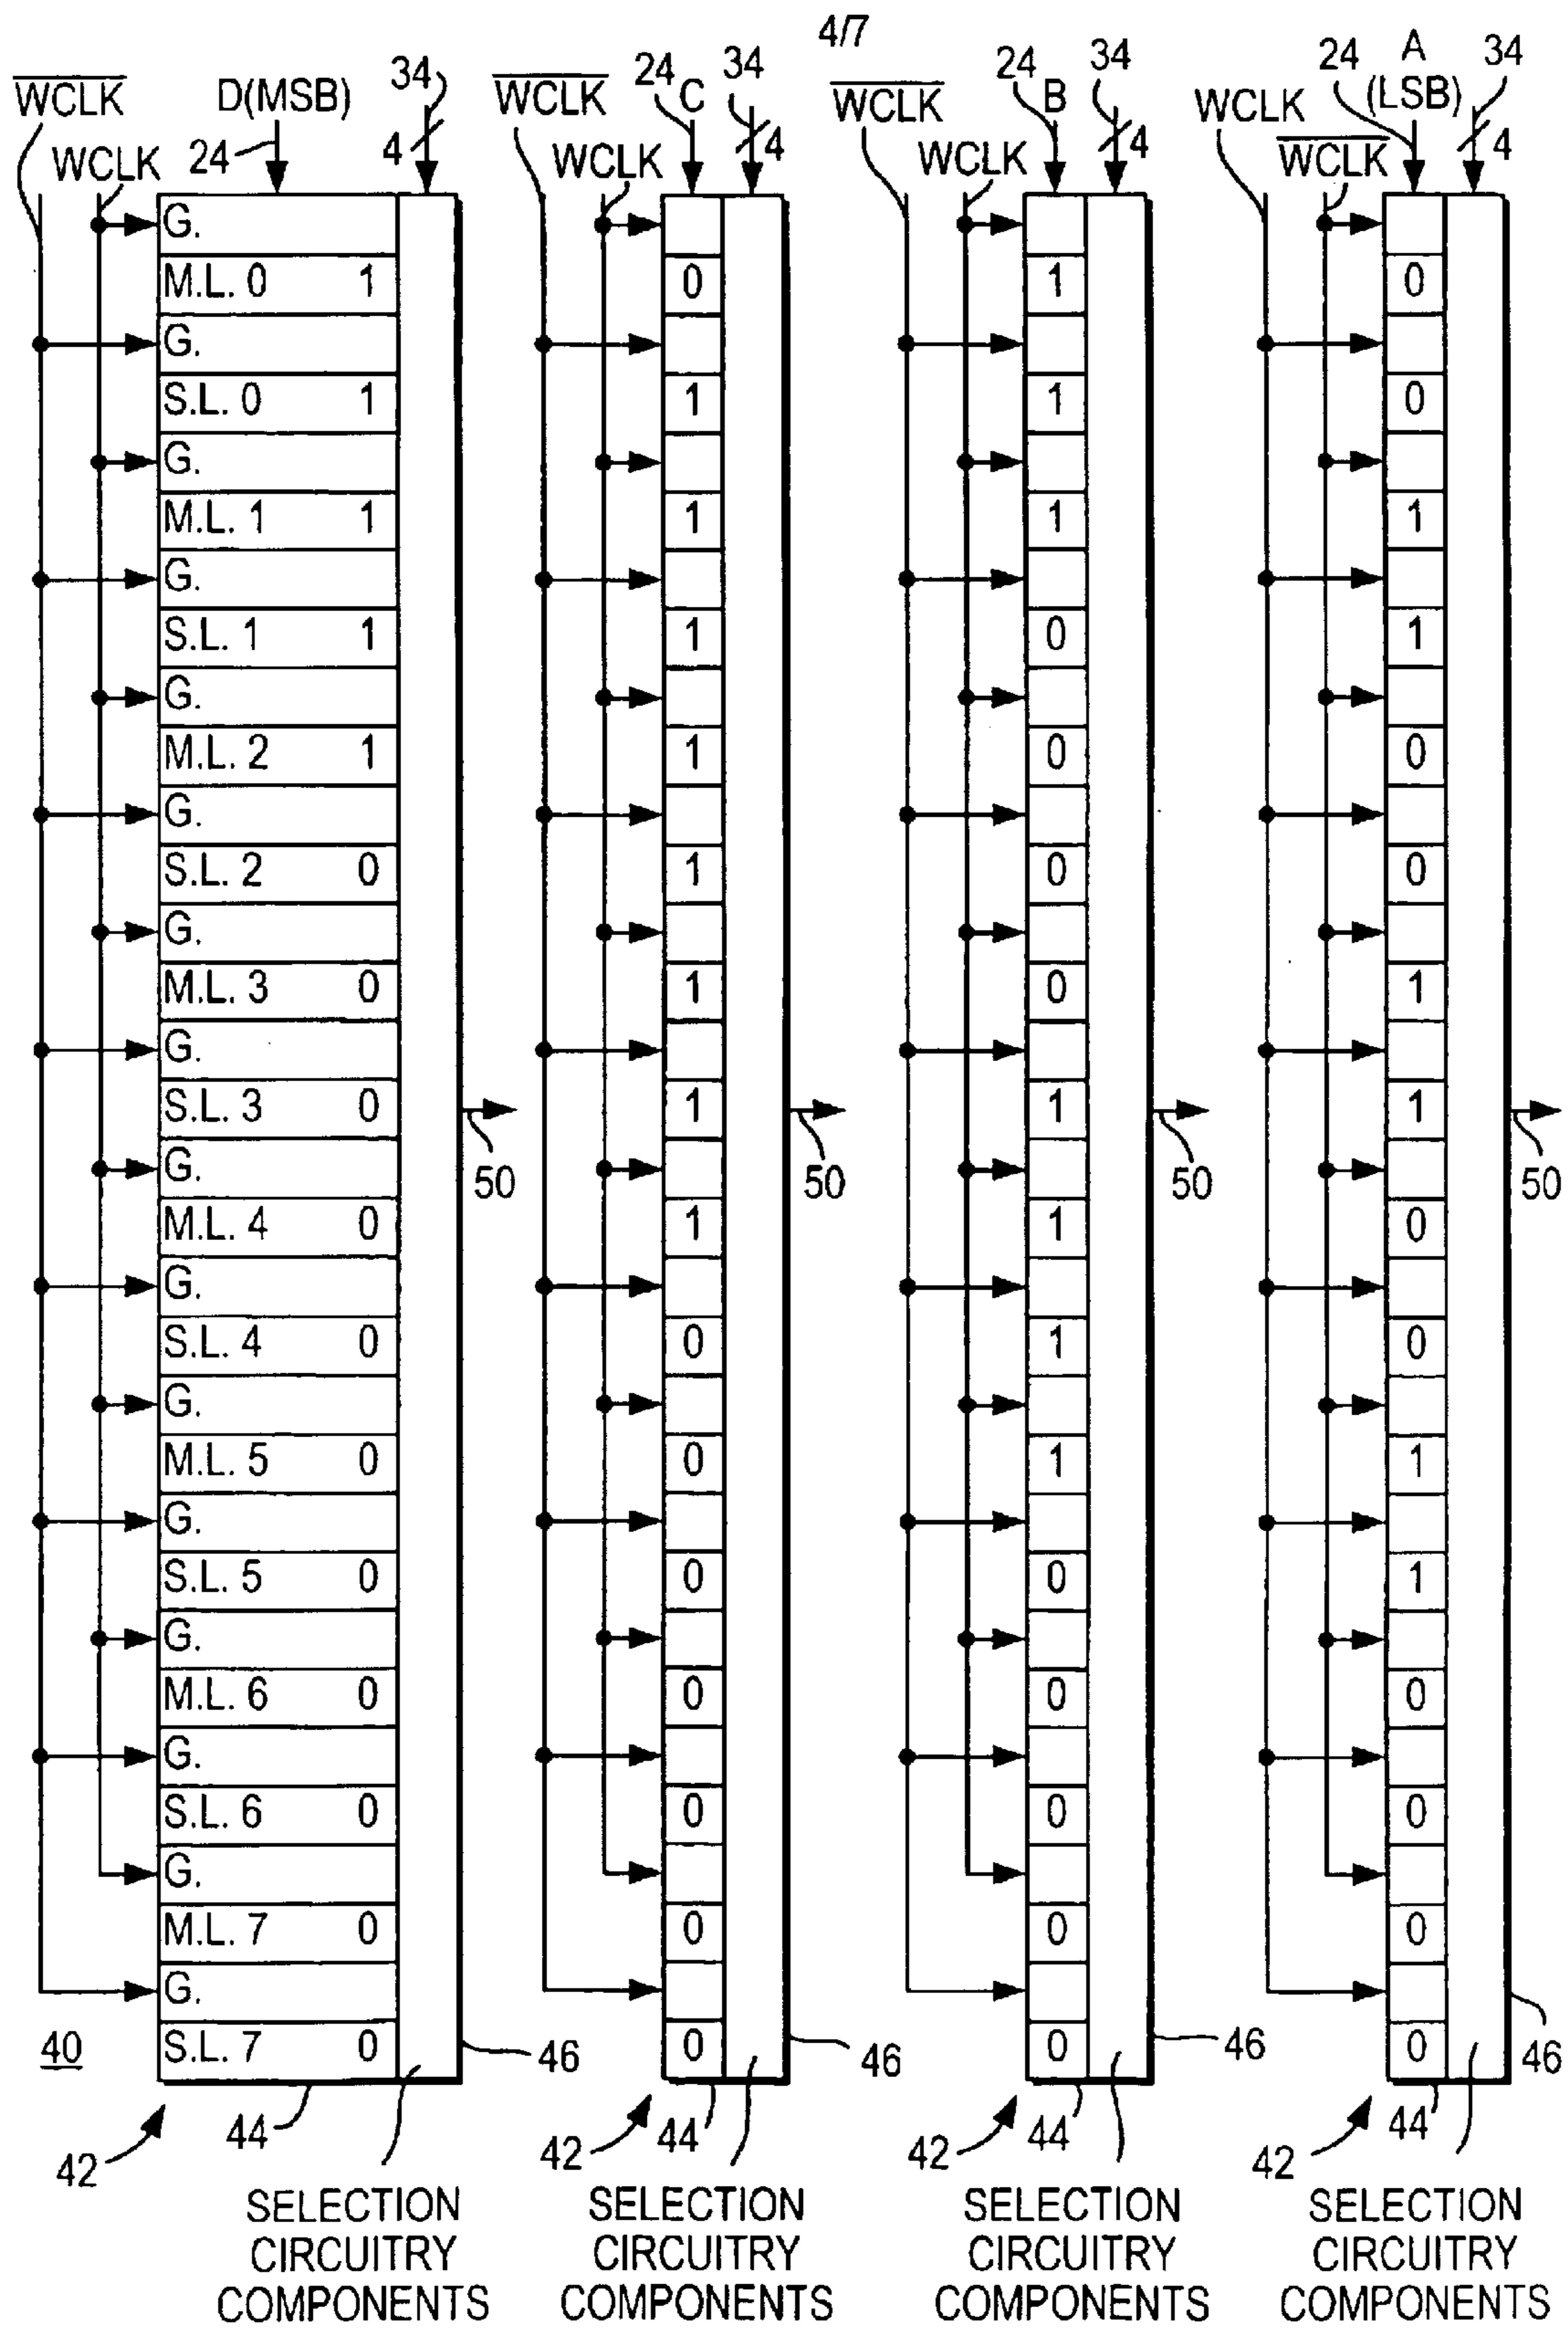 4/7
WCLK D(MSB) 34 WCLK 24 C 34 WCLK 24 B 34 WCLK 24 A (LSB) 34
WCLK 24 4 WCLK 4 WCLK 4 WCLK 4
G.
M.L. 0 1 0 1 0
G.
S.L. 0 1 1 1 0
G.
M.L. 1 1 1 1 1
G.
S.L. 1 1 1 0 1
G.
M.L. 2 1 1 0 0
G.
S.L. 2 0 1 0 0
G.
M.L. 3 0 1 0 1
G.
S.L. 3 0 1 1 1
G.
50 50 50 50
M.L. 4 0 1 1 0
G.
S.L. 4 0 0 1 0
G.
M.L. 5 0 0 1 1
G.
S.L. 5 0 0 0 1
G.
M.L. 6 0 0 0 0
G.
S.L. 6 0 0 0 0
G.
M.L. 7 0 0 0 0
G.
40 S.L. 7 0 46 0 46 0 46 0 46
42 44 42 44 42 44 42 44
SELECTION CIRCUITRY COMPONENTS
SELECTION CIRCUITRY COMPONENTS
SELECTION CIRCUITRY COMPONENTS
SELECTION CIRCUITRY COMPONENTS